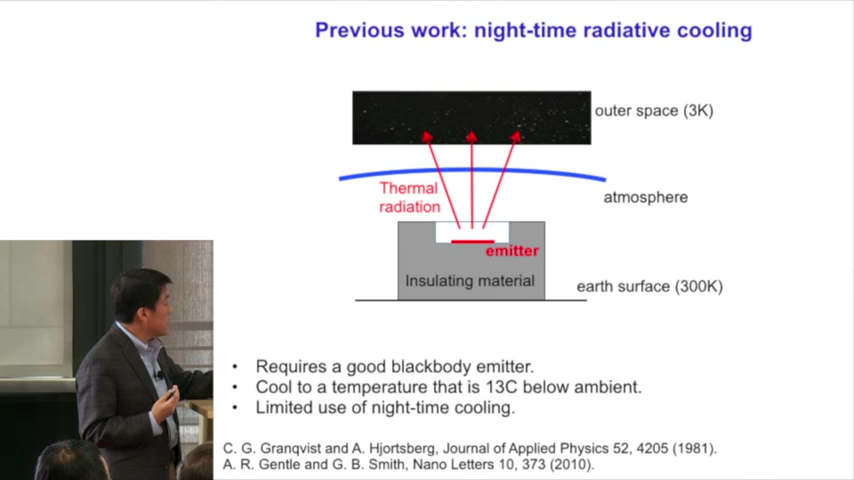 Previous work: night-time radiative cooling
outer space (3K)
Thermal
radiation
atmosphere
emitter
Insulating material
earth surface (300K)
• Requires a good blackbody emitter.
• Cool to a temperature that is 13C below ambient.
• Limited use of night-time cooling.
C. G. Granqvist and A. Hjortsberg, Journal of Applied Physics 52, 4205 (1981).
A. R. Gentle and G. B. Smith, Nano Letters 10, 373 (2010).